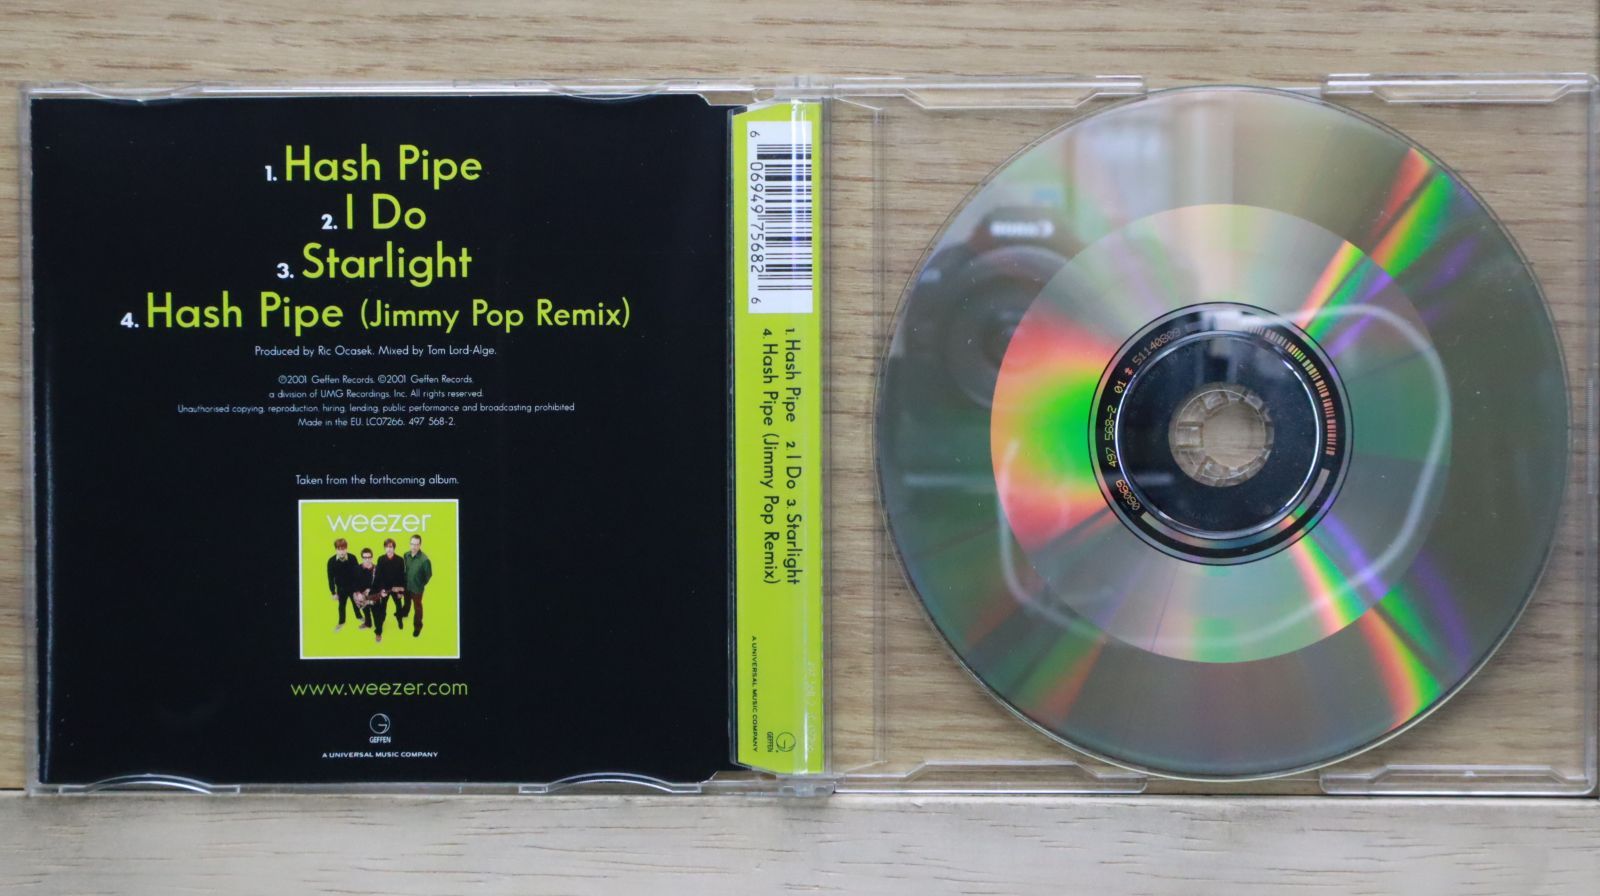 1. Hash Pipe
2. I Do
3. Starlight
4. Hash Pipe (Jimmy Pop Remix)
Produced by Ric Ocasek. Mixed by Tom Lord-Alge.
℗2001 Geffen Records. ©2001 Geffen Records,
a division of UMG Recordings, Inc. All rights reserved.
Unauthorised copying, reproduction, hiring, lending, public performance and broadcasting prohibited
Made in the EU. LC07266. 497 568-2.
Taken from the forthcoming album.
weezer
www.weezer.com
G
GEFFEN
A UNIVERSAL MUSIC COMPANY
6 06949 75682 6
1. Hash Pipe 2. I Do 3. Starlight
4. Hash Pipe (Jimmy Pop Remix)
A UNIVERSAL MUSIC COMPANY
G
GEFFEN
Canon
69090 497 568-2 01 # 51140809